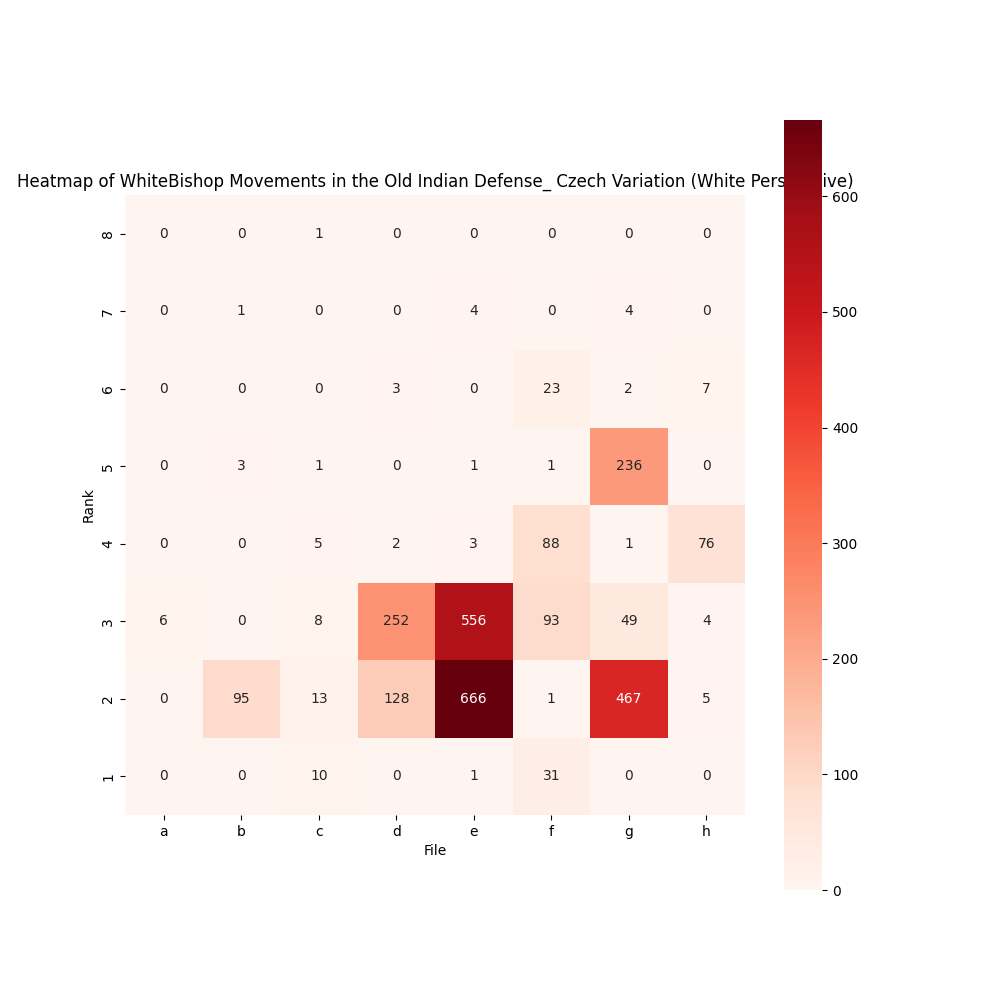 Heatmap of WhiteBishop Movements in the Old Indian Defense_ Czech Variation (White Perspective)
8 0 0 1 0 0 0 0 0
7 0 1 0 0 4 0 4 0
6 0 0 0 3 0 23 2 7
5 0 3 1 0 1 1 236 0
4 0 0 5 2 3 88 1 76
3 6 0 8 252 556 93 49 4
2 0 95 13 128 666 1 467 5
1 0 0 10 0 1 31 0 0
a b c d e f g h
File
Rank
600
500
400
300
200
100
0